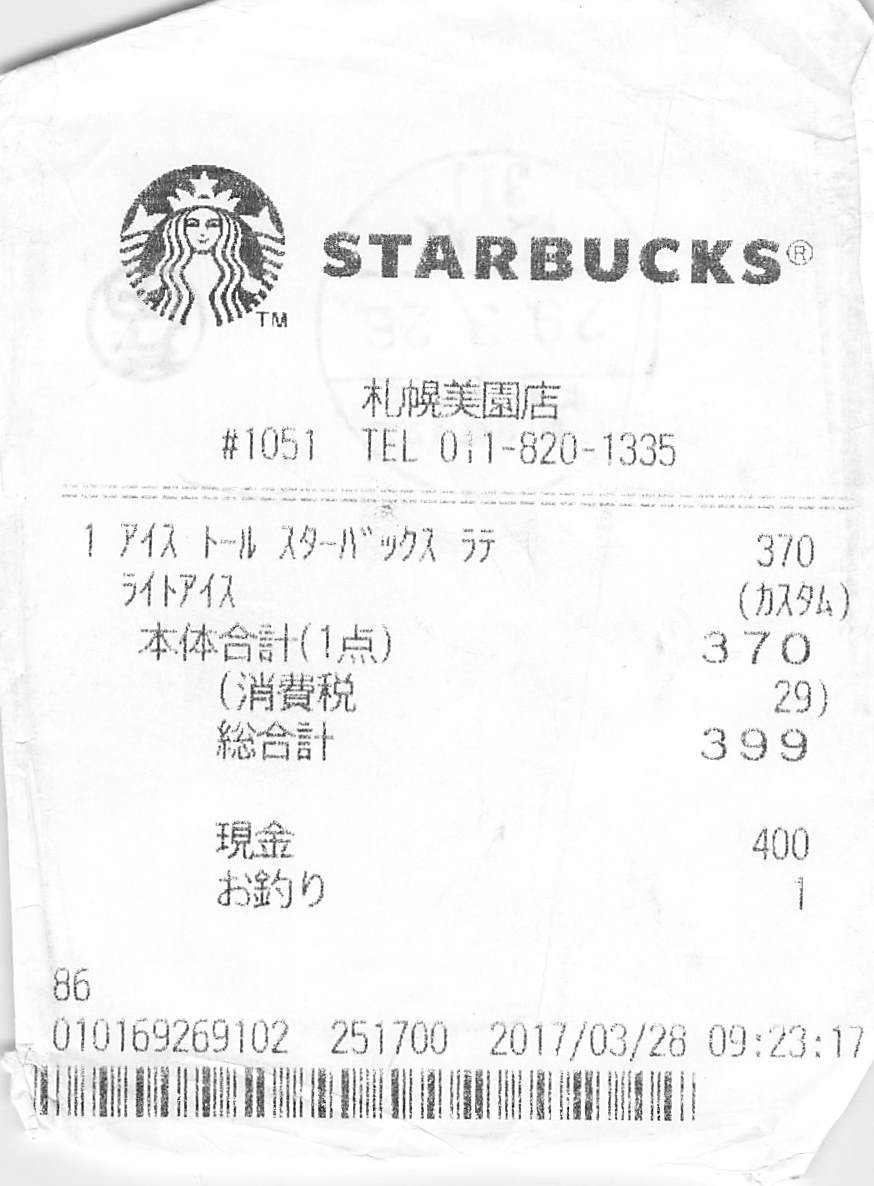 TM
STARBUCKS®
札幌美園店
#1051 TEL 011-820-1335
1 アイス トール スターバックス ラテ 370
ライトアイス (カスタム)
本体合計(1点) 370
(消費税 29)
総合計 399
現金 400
お釣り 1
86
010169269102 251700 2017/03/28 09:23:17